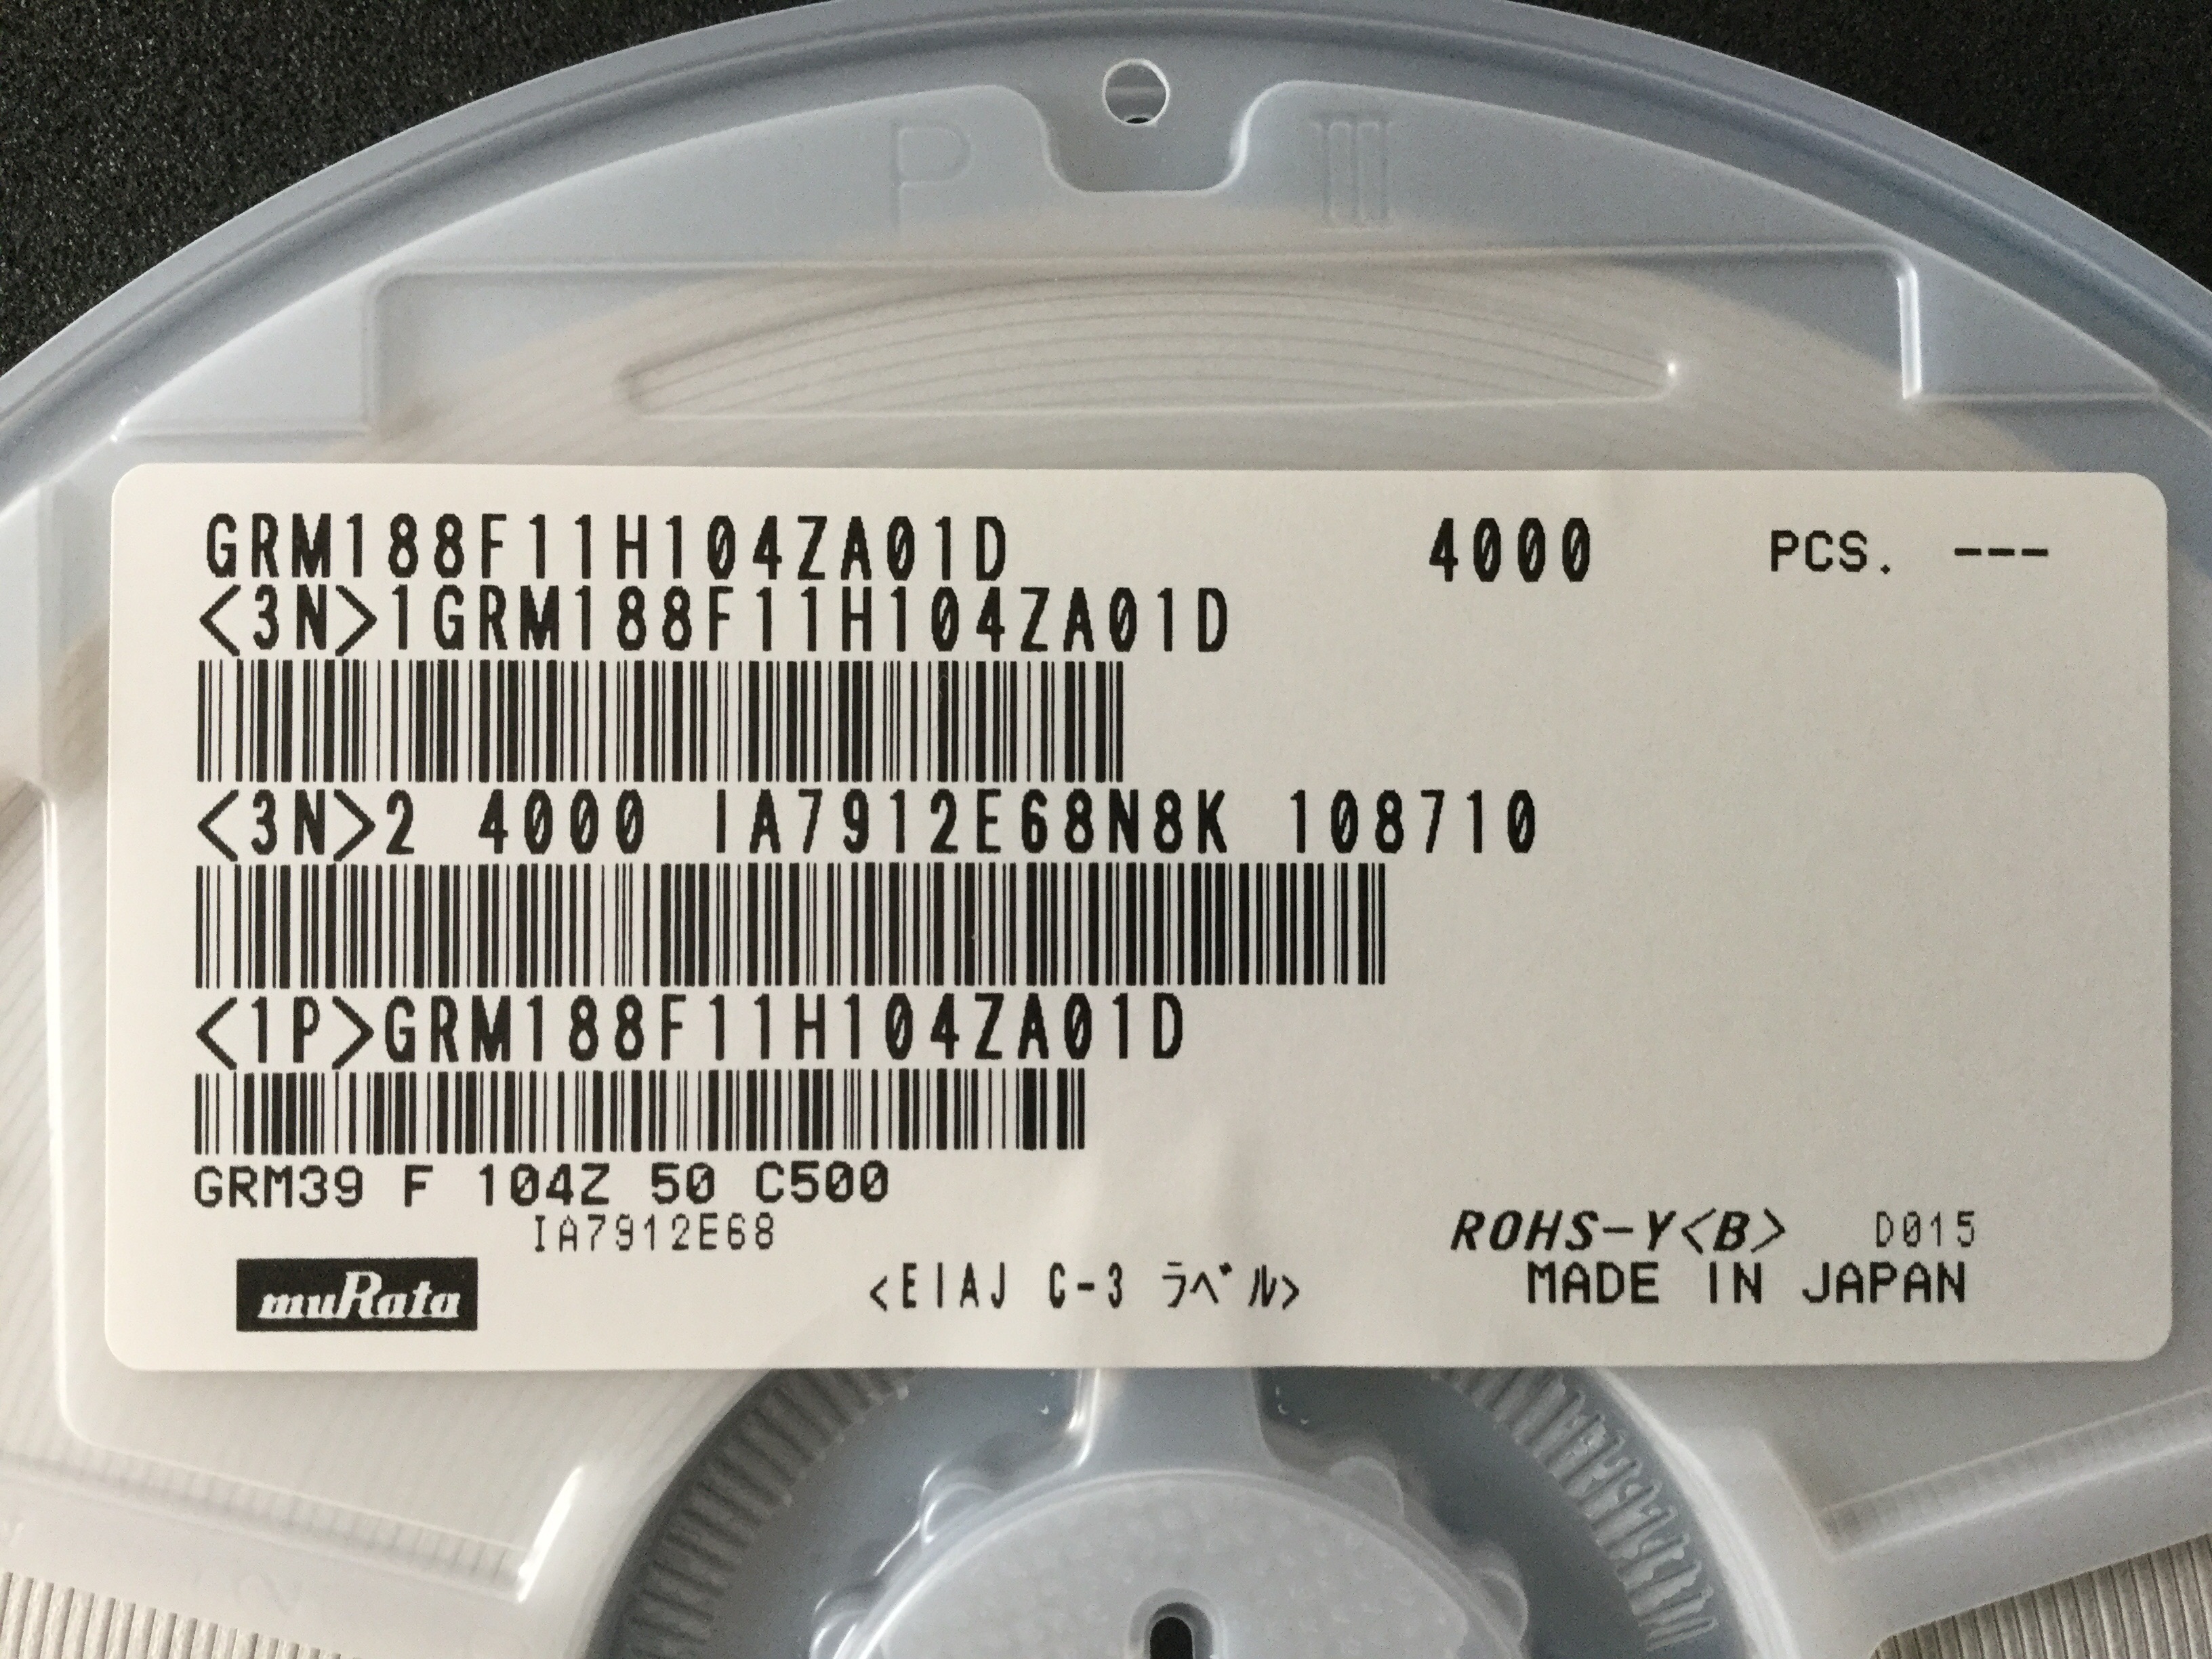 P III
GRM188F11H104ZA01D 4000 PCS. ---
<3N>1GRM188F11H104ZA01D
<3N>2 4000 IA7912E68N8K 108710
<1P>GRM188F11H104ZA01D
GRM39 F 104Z 50 C500
IA7912E68
ROHS-Y<B> D015
muRata
<EIAJ C-3 ラベル>
MADE IN JAPAN